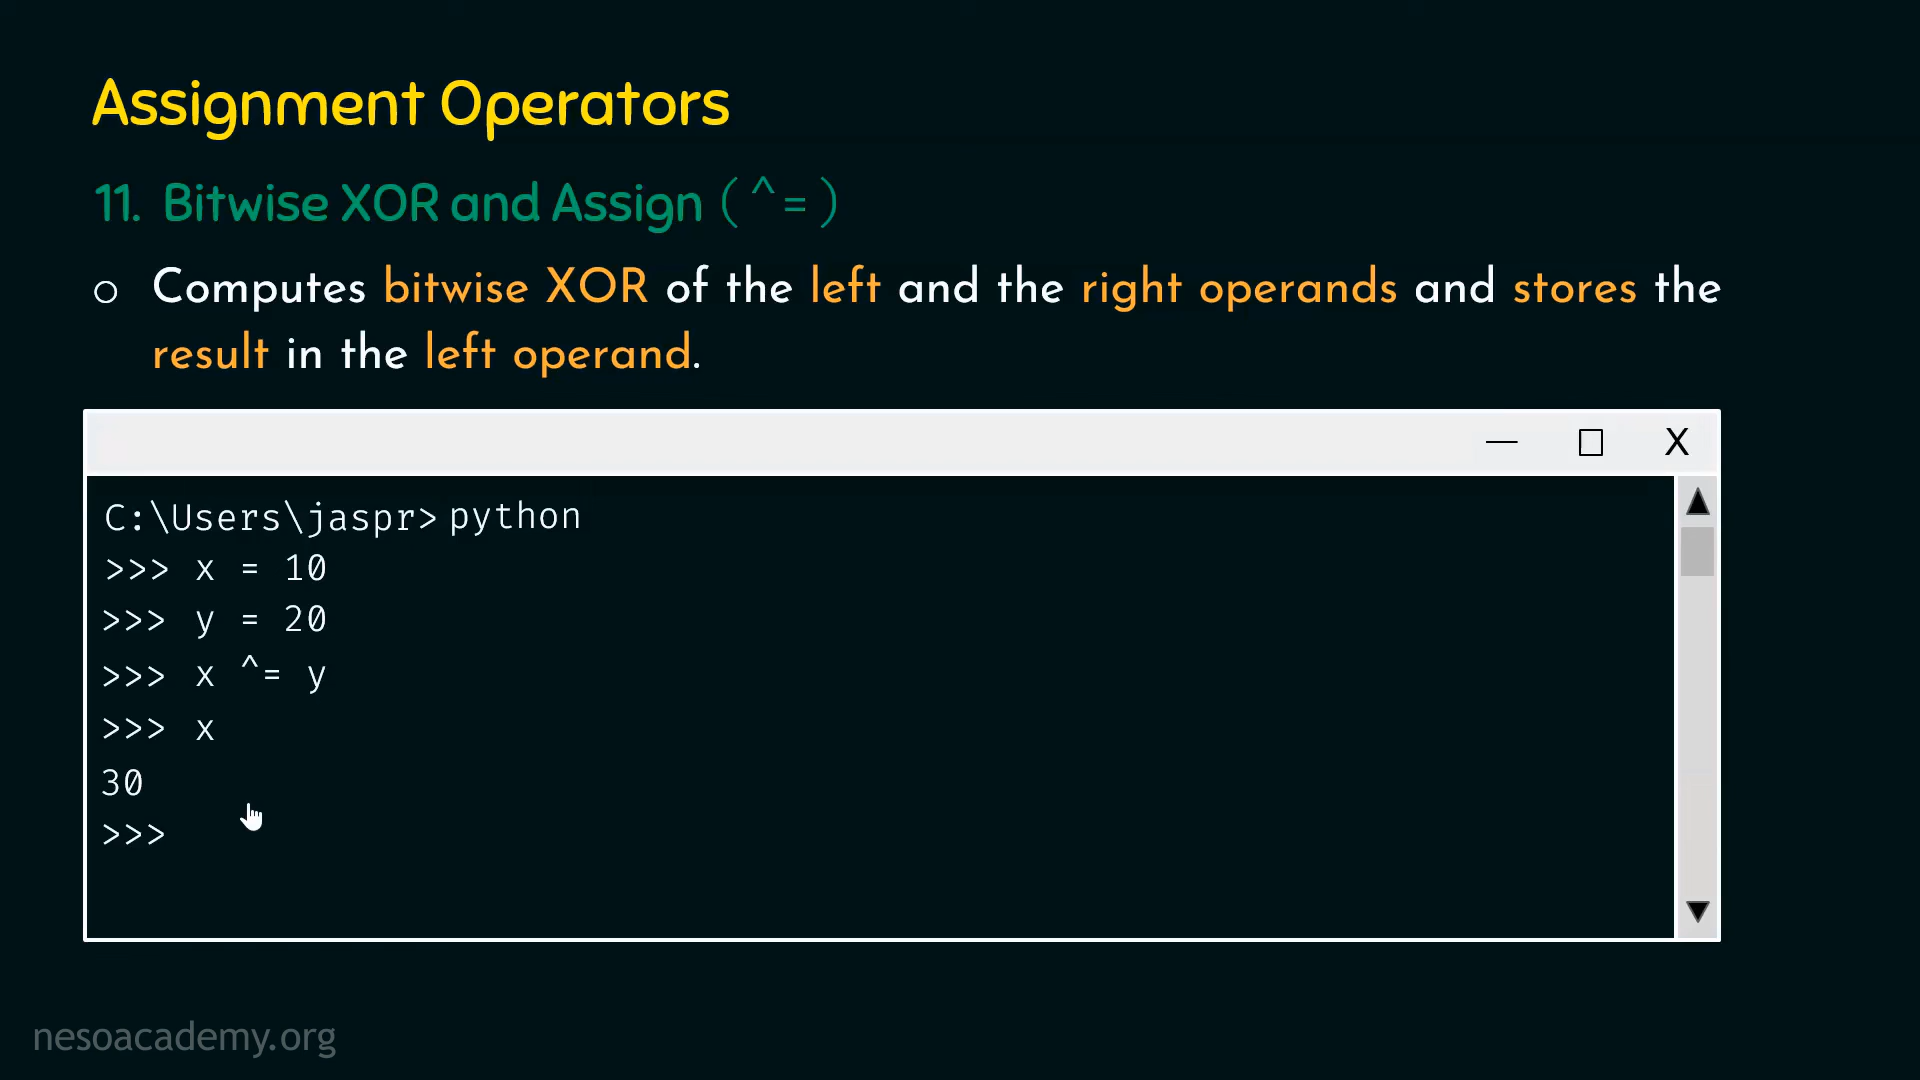 Assignment Operators
11. Bitwise XOR and Assign (^=)
○ Computes bitwise XOR of the left and the right operands and stores the
result in the left operand.
— □ X
C:\Users\jaspr> python
>>> x = 10
>>> y = 20
>>> x ^= y
>>> x
30
>>>
nesoacademy.org